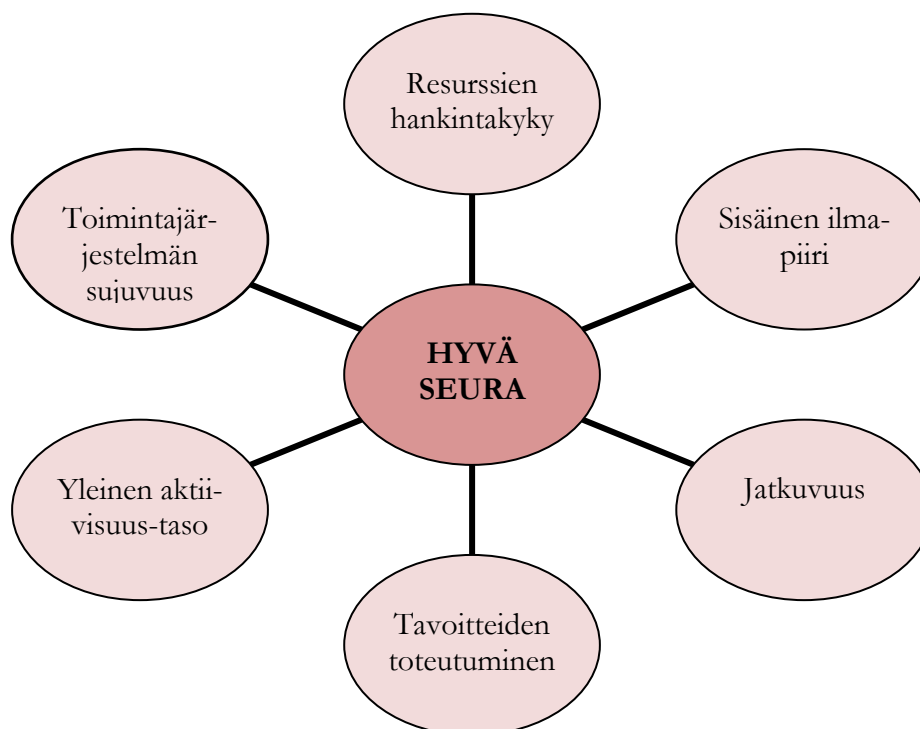 Resurssien
hankintakyky
Toimintajär-
jestelmän
sujuvuus
Sisäinen ilma-
piiri
HYVÄ
SEURA
Yleinen aktii-
visuus-taso
Jatkuvuus
Tavoitteiden
toteutuminen